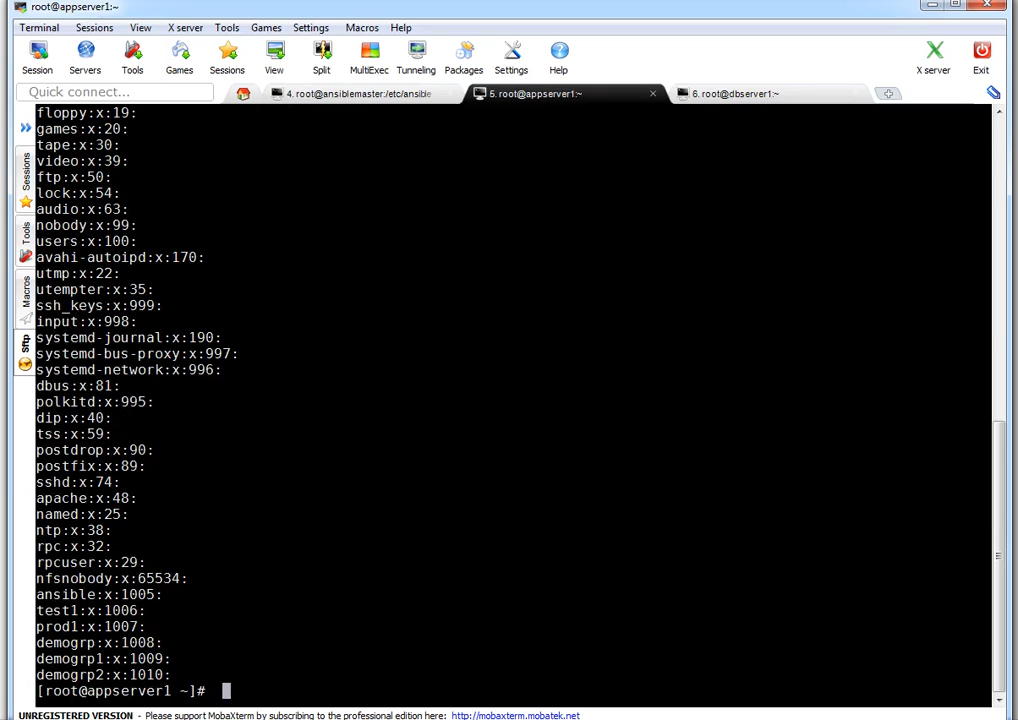 root@appserver1:~
Terminal Sessions View X server Tools Games Settings Macros Help
Session Servers Tools Games Sessions View Split MultiExec Tunneling Packages Settings Help X server Exit
Quick connect... 4. root@ansiblemaster:/etc/ansible 5. root@appserver1:~ 6. root@dbserver1:~
Sessions
Tools
Macros
Sftp
floppy:x:19:
games:x:20:
tape:x:30:
video:x:39:
ftp:x:50:
lock:x:54:
audio:x:63:
nobody:x:99:
users:x:100:
avahi-autoipd:x:170:
utmp:x:22:
utempter:x:35:
ssh_keys:x:999:
input:x:998:
systemd-journal:x:190:
systemd-bus-proxy:x:997:
systemd-network:x:996:
dbus:x:81:
polkitd:x:995:
dip:x:40:
tss:x:59:
postdrop:x:90:
postfix:x:89:
sshd:x:74:
apache:x:48:
named:x:25:
ntp:x:38:
rpc:x:32:
rpcuser:x:29:
nfsnobody:x:65534:
ansible:x:1005:
test1:x:1006:
prod1:x:1007:
demogrp:x:1008:
demogrp1:x:1009:
demogrp2:x:1010:
[root@appserver1 ~]#
UNREGISTERED VERSION - Please support MobaXterm by subscribing to the professional edition here: http://mobaxterm.mobatek.net